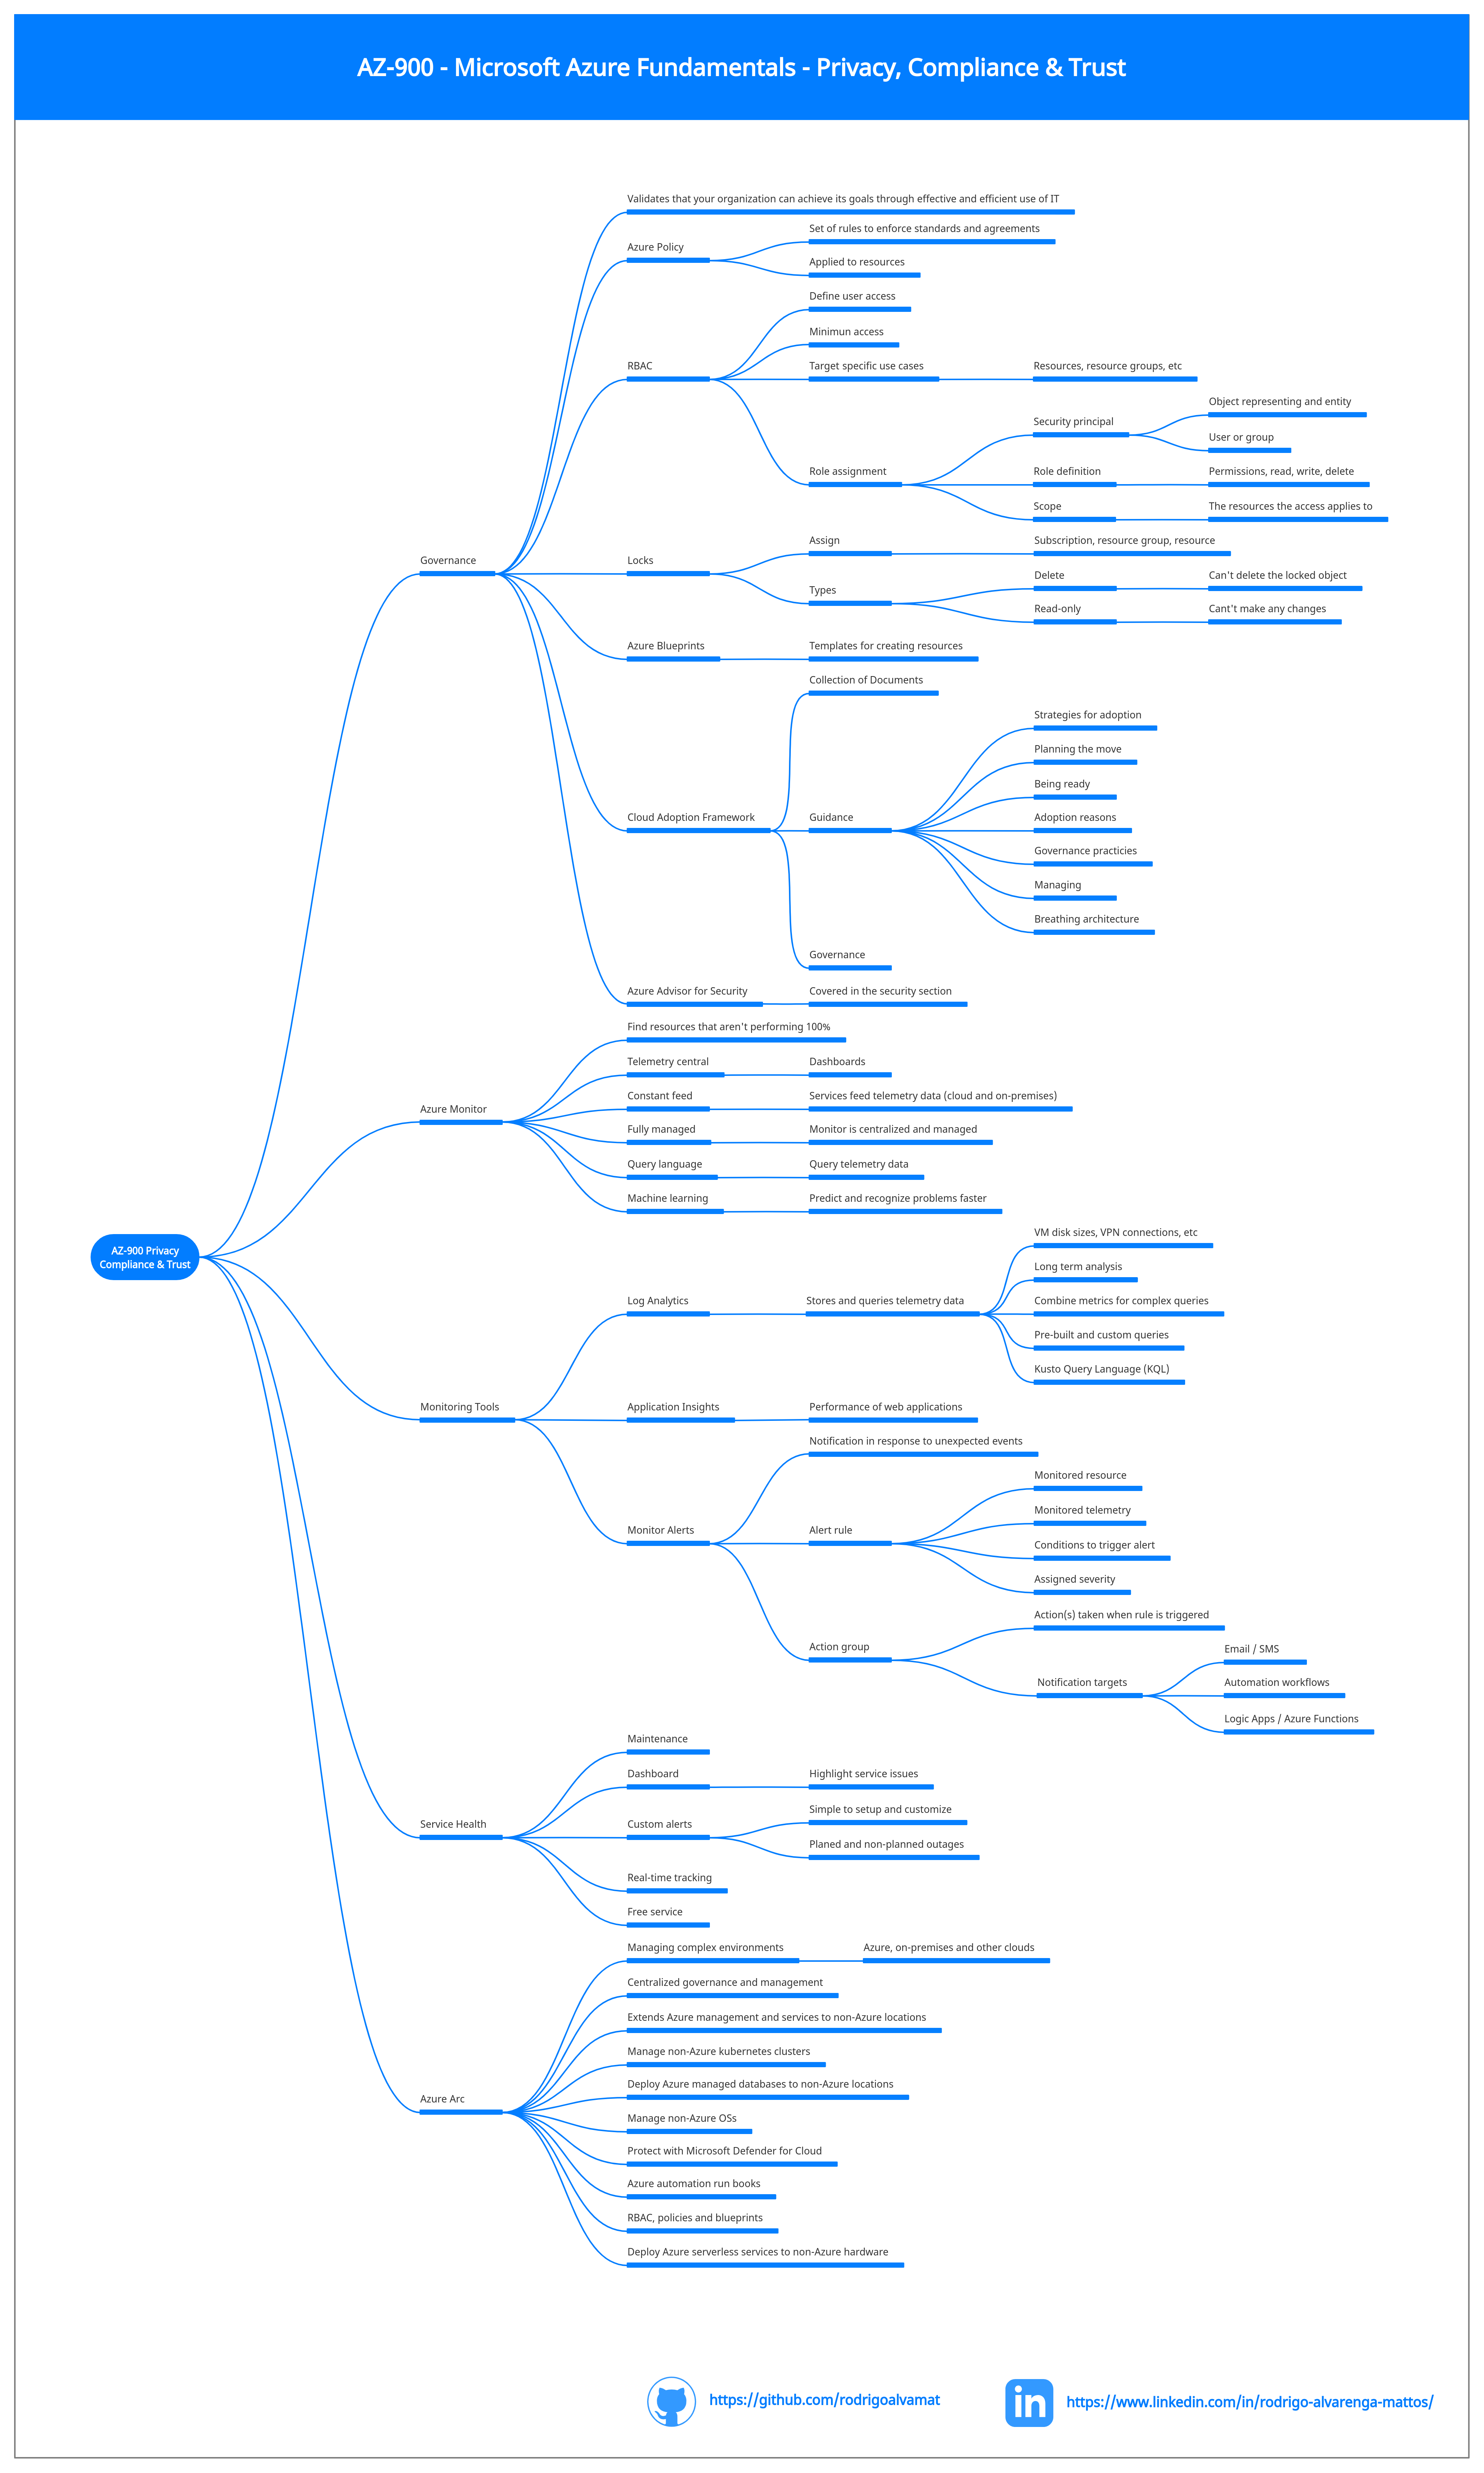 AZ-900 - Microsoft Azure Fundamentals - Privacy, Compliance & Trust
AZ-900 Privacy
Compliance & Trust
Governance
Validates that your organization can achieve its goals through effective and efficient use of IT
Azure Policy
Set of rules to enforce standards and agreements
Applied to resources
RBAC
Define user access
Minimun access
Target specific use cases
Resources, resource groups, etc
Role assignment
Security principal
Object representing and entity
User or group
Role definition
Permissions, read, write, delete
Scope
The resources the access applies to
Locks
Assign
Subscription, resource group, resource
Types
Delete
Can't delete the locked object
Read-only
Cant't make any changes
Azure Blueprints
Templates for creating resources
Cloud Adoption Framework
Collection of Documents
Guidance
Strategies for adoption
Planning the move
Being ready
Adoption reasons
Governance practicies
Managing
Breathing architecture
Governance
Azure Advisor for Security
Covered in the security section
Azure Monitor
Find resources that aren't performing 100%
Telemetry central
Dashboards
Constant feed
Services feed telemetry data (cloud and on-premises)
Fully managed
Monitor is centralized and managed
Query language
Query telemetry data
Machine learning
Predict and recognize problems faster
Monitoring Tools
Log Analytics
Stores and queries telemetry data
VM disk sizes, VPN connections, etc
Long term analysis
Combine metrics for complex queries
Pre-built and custom queries
Kusto Query Language (KQL)
Application Insights
Performance of web applications
Monitor Alerts
Notification in response to unexpected events
Alert rule
Monitored resource
Monitored telemetry
Conditions to trigger alert
Assigned severity
Action group
Action(s) taken when rule is triggered
Notification targets
Email / SMS
Automation workflows
Logic Apps / Azure Functions
Service Health
Maintenance
Dashboard
Highlight service issues
Custom alerts
Simple to setup and customize
Planed and non-planned outages
Real-time tracking
Free service
Azure Arc
Managing complex environments
Azure, on-premises and other clouds
Centralized governance and management
Extends Azure management and services to non-Azure locations
Manage non-Azure kubernetes clusters
Deploy Azure managed databases to non-Azure locations
Manage non-Azure OSs
Protect with Microsoft Defender for Cloud
Azure automation run books
RBAC, policies and blueprints
Deploy Azure serverless services to non-Azure hardware
https://github.com/rodrigoalvamat
in
https://www.linkedin.com/in/rodrigo-alvarenga-mattos/